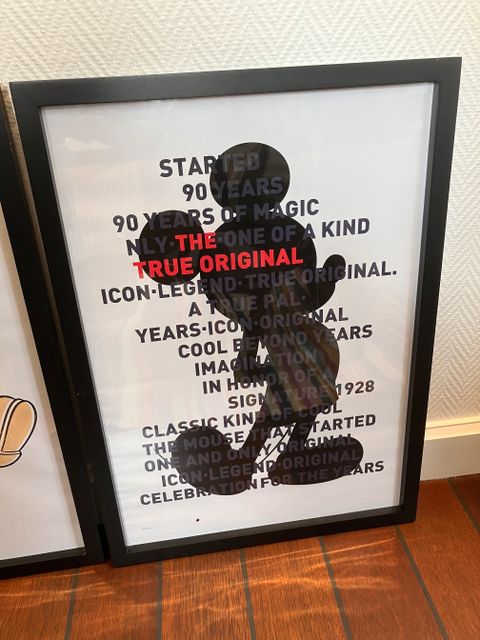 STARTED
90 YEARS
90 YEARS OF MAGIC
NLY·THE ONE OF A KIND
TRUE ORIGINAL
ICON·LEGEND·TRUE ORIGINAL.
A TRUE PAL·
YEARS·ICON·ORIGINAL
COOL BEYOND YEARS
IMAGINATION
IN HONOR OF A
SIGNATURE 1928
CLASSIC KIND OF COOL
THE MOUSE THAT STARTED
ONE AND ONLY ORIGINAL
ICON·LEGEND·ORIGINAL
CELEBRATION FOR THE YEARS